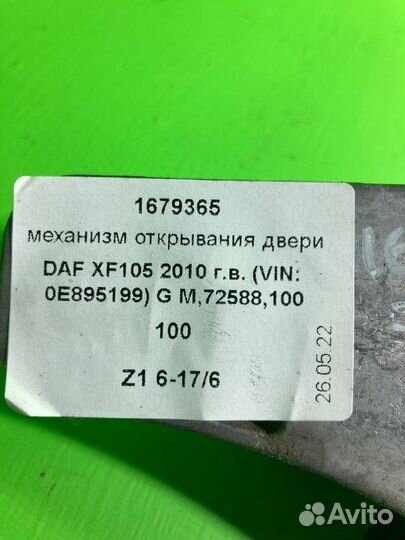 1679365
механизм открывания двери
DAF XF105 2010 г.в. (VIN:
0E895199) G M,72588,100
100
Z1 6-17/6
26.05.22
Avito